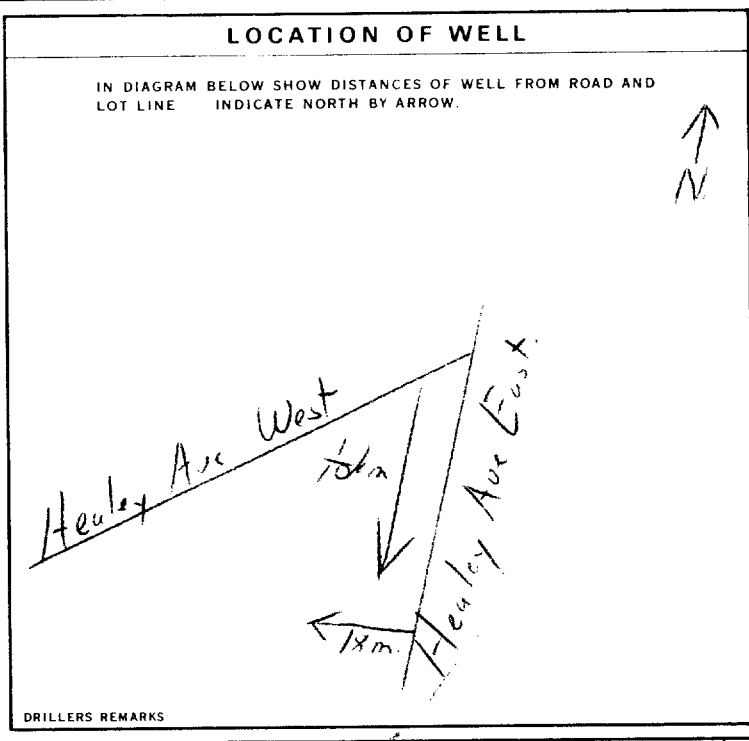 LOCATION OF WELL
IN DIAGRAM BELOW SHOW DISTANCES OF WELL FROM ROAD AND
LOT LINE INDICATE NORTH BY ARROW.
N
Healey Ave West
Healey Ave East.
DRILLERS REMARKS